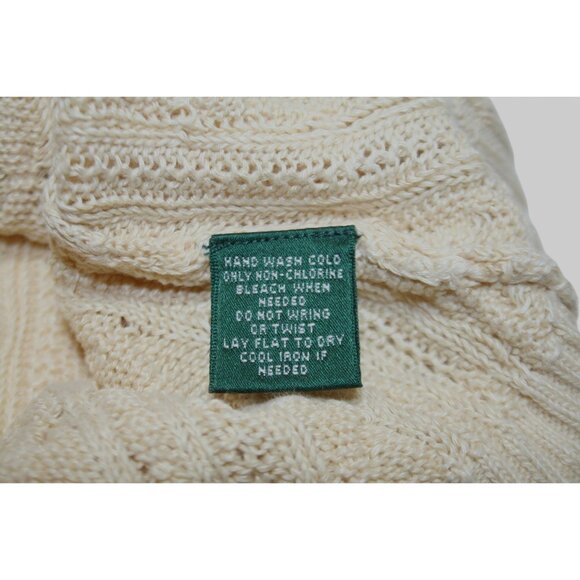 HAND WASH COLD
ONLY NON-CHLORIKE
BLEACH WHEN
NEEDED
DO NOT WRING
OR TWIST
LAY FLAT TO DRY
COOL IRON IF
NEEDED